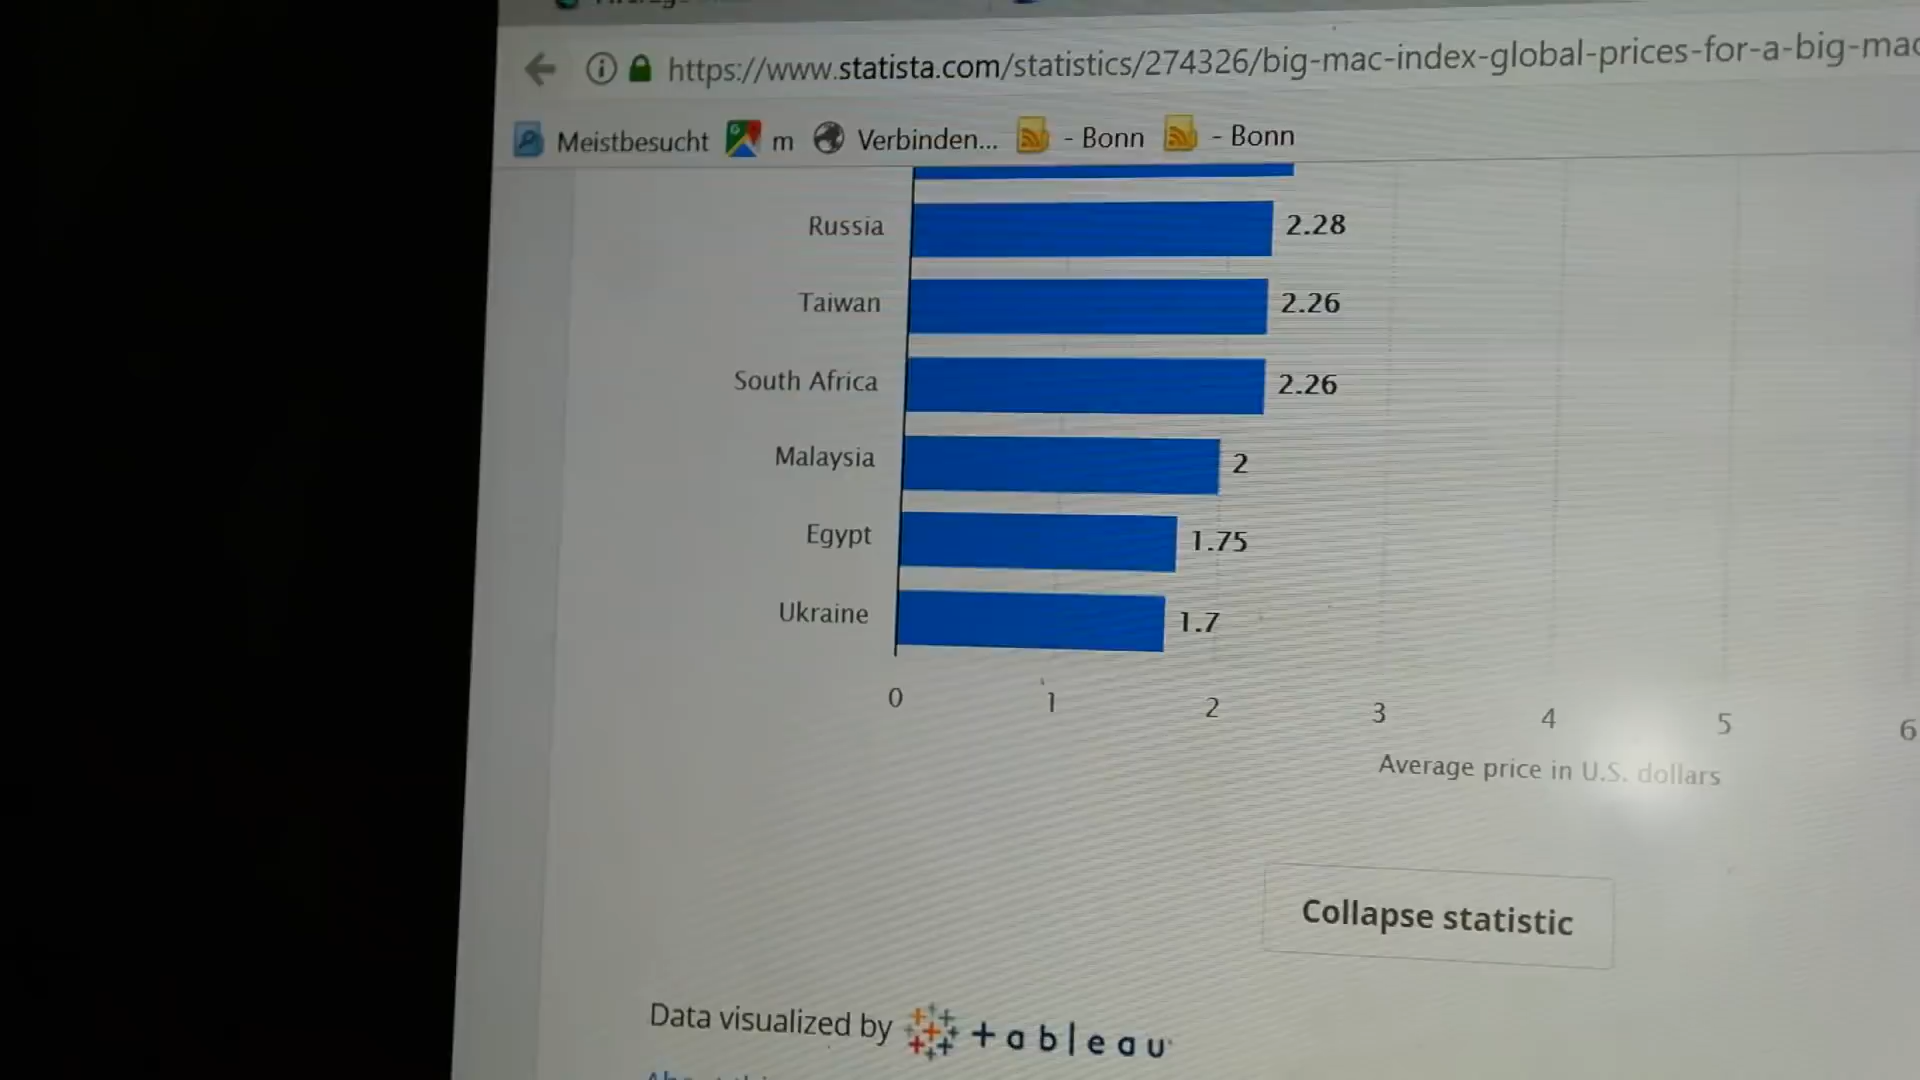 https://www.statista.com/statistics/274326/big-mac-index-global-prices-for-a-big-mac
Meistbesucht m Verbinden... - Bonn - Bonn
Russia 2.28
Taiwan 2.26
South Africa 2.26
Malaysia 2
Egypt 1.75
Ukraine 1.7
0 1 2 3 4 5 6
Average price in U.S. dollars
Collapse statistic
Data visualized by +ableau